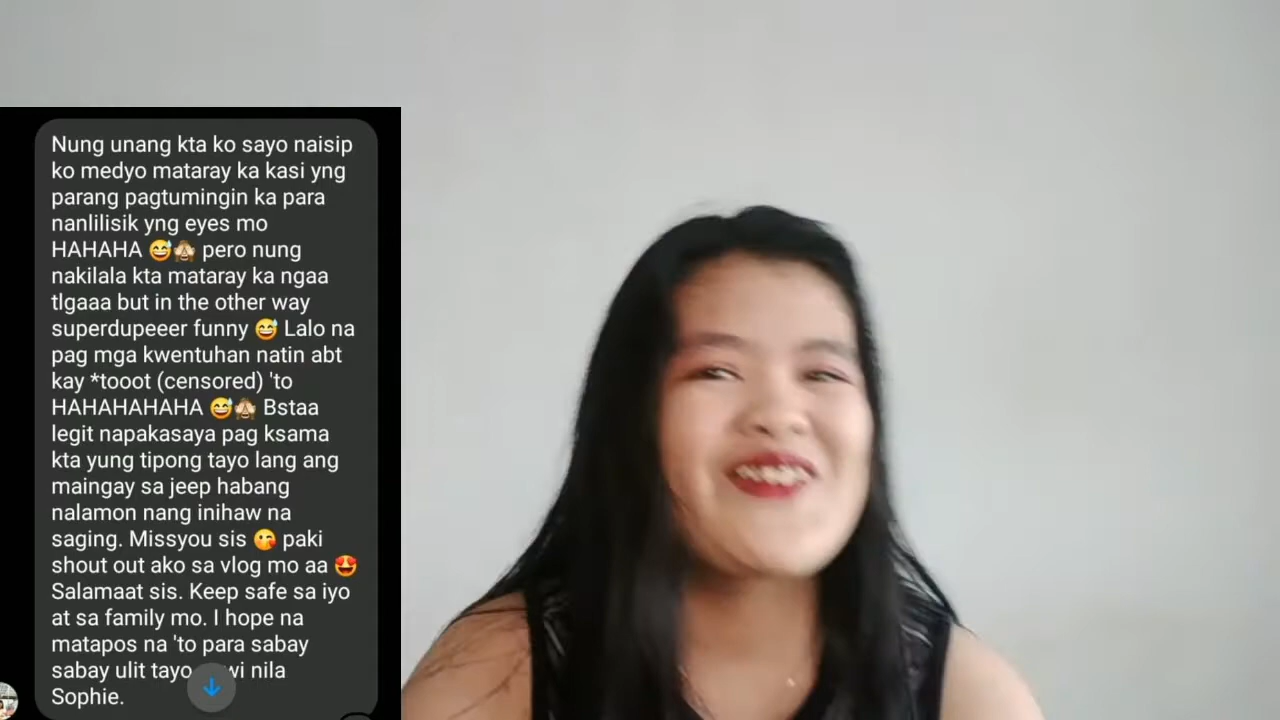 Nung unang kta ko sayo naisip
ko medyo mataray ka kasi yng
parang pagtumingin ka para
nanlilisik yng eyes mo
HAHAHA 😅🙈 pero nung
nakilala kta mataray ka ngaa
tlgaaa but in the other way
superdupeeer funny 😅 Lalo na
pag mga kwentuhan natin abt
kay *tooot (censored) 'to
HAHAHAHAHA 😅🙈 Bstaa
legit napakasaya pag ksama
kta yung tipong tayo lang ang
maingay sa jeep habang
nalamon nang inihaw na
saging. Missyou sis 😘 paki
shout out ako sa vlog mo aa 🤩
Salamaat sis. Keep safe sa iyo
at sa family mo. I hope na
matapos na 'to para sabay
sabay ulit tayo nila
Sophie.